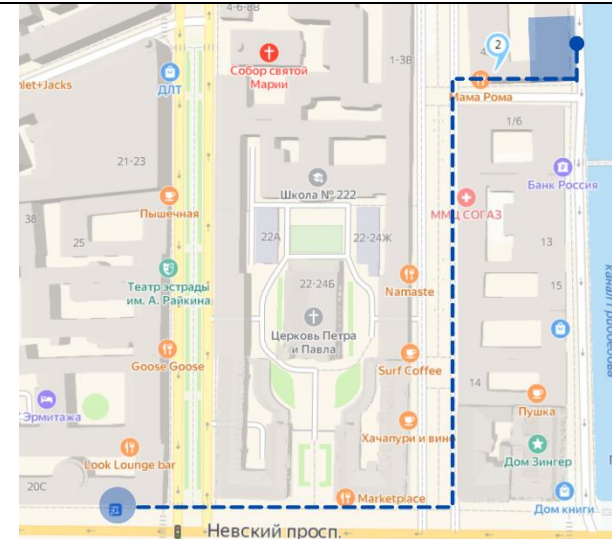 4-6-8В
Собор святой
Марии
1-3В
2
let+Jacks
ДЛТ
Мама Рома
1/6
21-23
Школа № 222
Банк Россия
38
Пышечная
ММЦ СОГАЗ
25
22А
22-24Ж
13
Театр эстрады
им. А. Райкина
22-24Б
Namaste
15
канал Грибоедова
Церковь Петра
и Павла
Goose Goose
Surf Coffee
14
Эрмитажа
Пушка
Хачапури и вино
Look Lounge bar
Дом Зингер
20С
Marketplace
Дом книги
Невский просп.